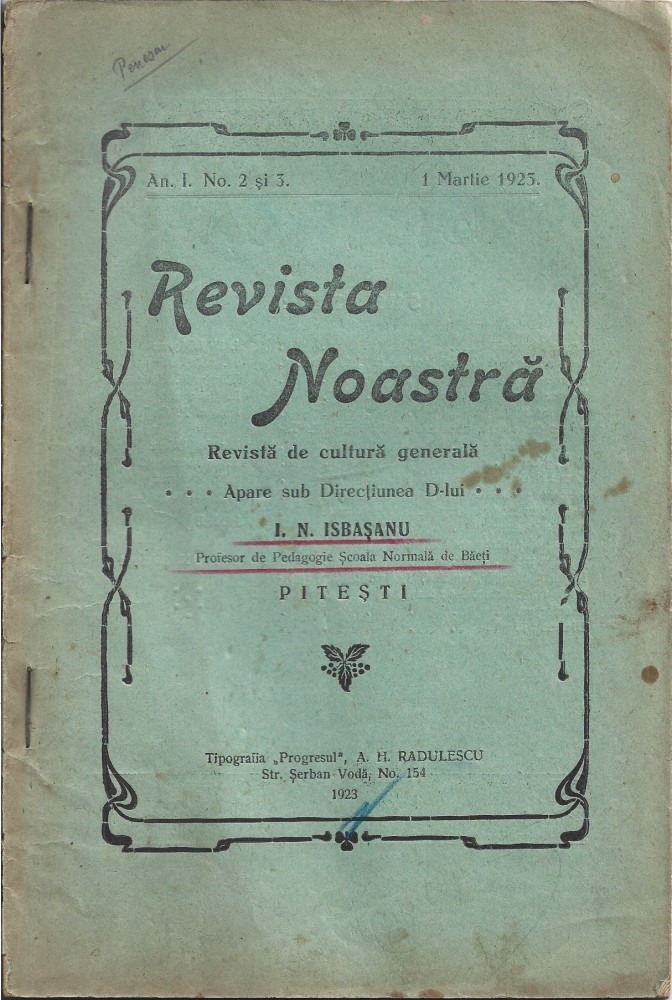 An. I. No. 2 și 3. 1 Martie 1923.
Revista
Noastră
Revistă de cultură generală
• • • Apare sub Direcțiunea D-lui • • •
I. N. ISBAȘANU
Profesor de Pedagogie Școala Normală de Băeți
PITEȘTI
Tipografiia „Progresul", A. H. RADULESCU
Str. Șerban Vodă, No. 154
1923